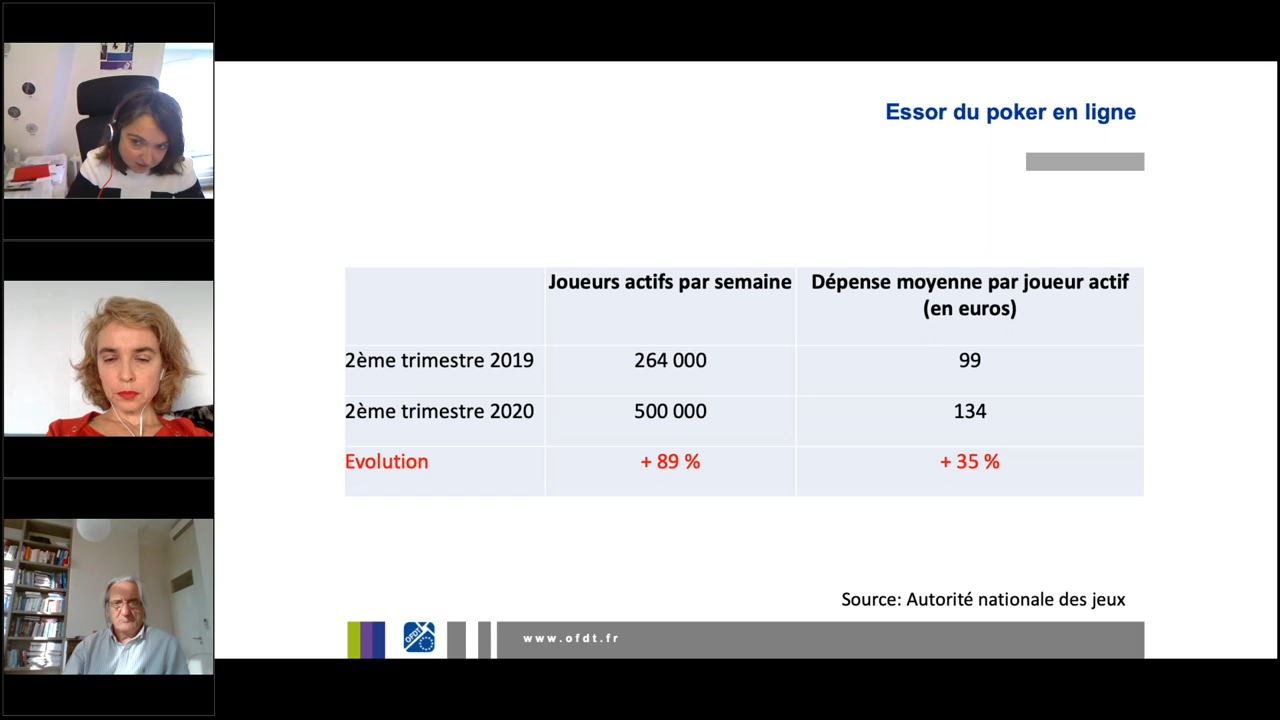 Essor du poker en ligne
Joueurs actifs par semaine
Dépense moyenne par joueur actif
(en euros)
2ème trimestre 2019 264 000 99
2ème trimestre 2020 500 000 134
Evolution + 89 % + 35 %
Source: Autorité nationale des jeux
OFDT
www.ofdt.fr